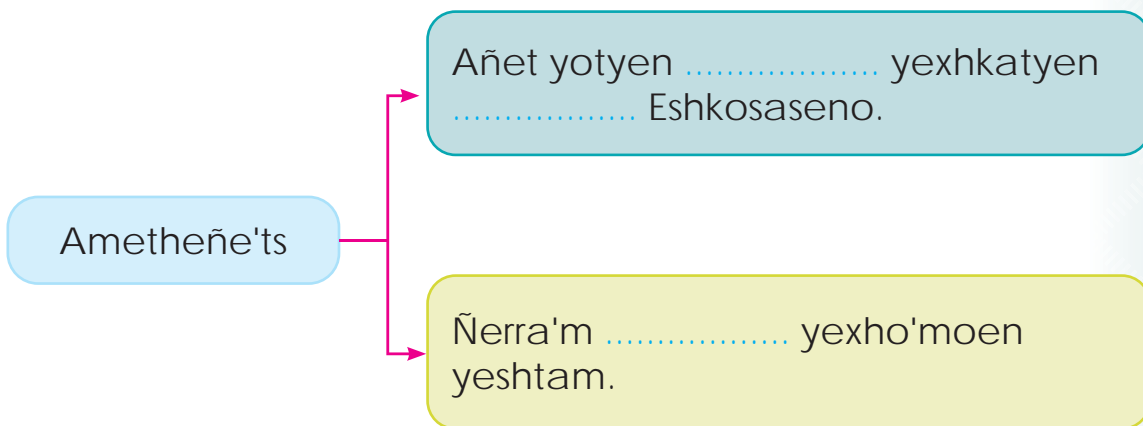 Añet yotyen ................... yexhkatyen
.................. Eshkosaseno.
Ametheñe'ts
Ñerra'm .................. yexho'moen
yeshtam.